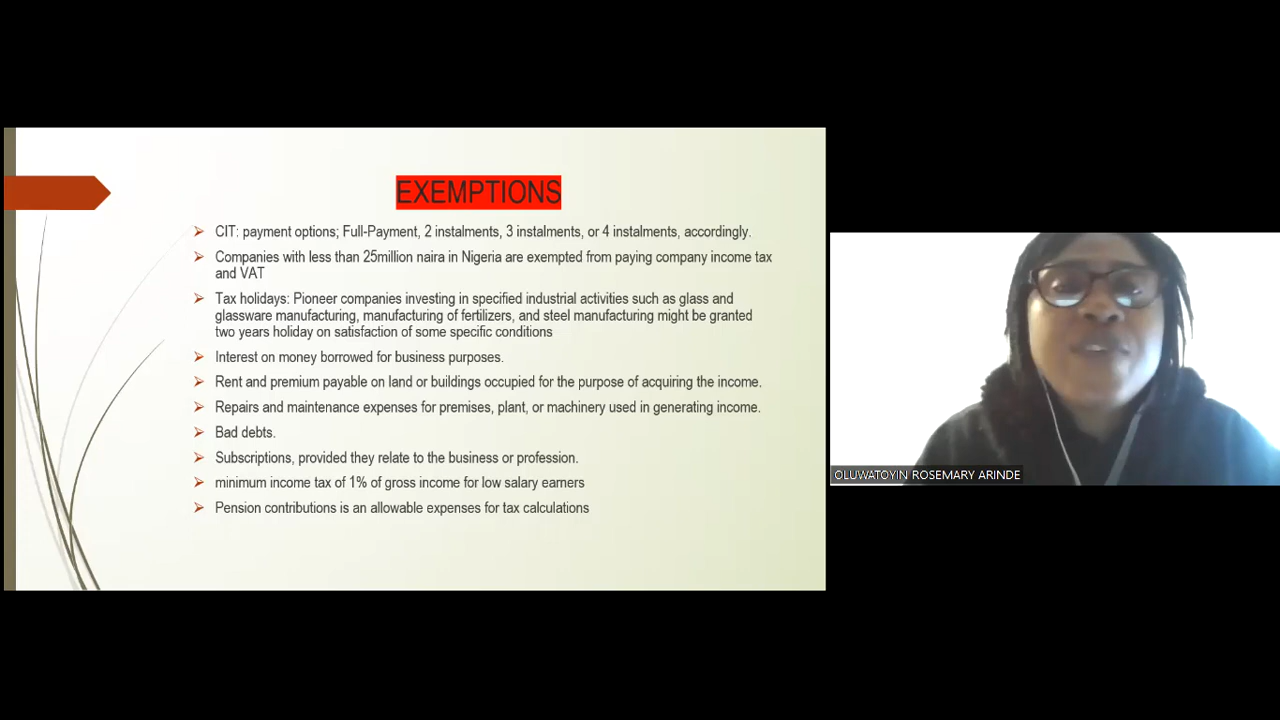 EXEMPTIONS
CIT: payment options; Full-Payment, 2 instalments, 3 instalments, or 4 instalments, accordingly.
Companies with less than 25million naira in Nigeria are exempted from paying company income tax
and VAT
Tax holidays: Pioneer companies investing in specified industrial activities such as glass and
glassware manufacturing, manufacturing of fertilizers, and steel manufacturing might be granted
two years holiday on satisfaction of some specific conditions
Interest on money borrowed for business purposes.
Rent and premium payable on land or buildings occupied for the purpose of acquiring the income.
Repairs and maintenance expenses for premises, plant, or machinery used in generating income.
Bad debts.
Subscriptions, provided they relate to the business or profession.
minimum income tax of 1% of gross income for low salary earners
Pension contributions is an allowable expenses for tax calculations
OLUWATOYIN ROSEMARY ARINDE